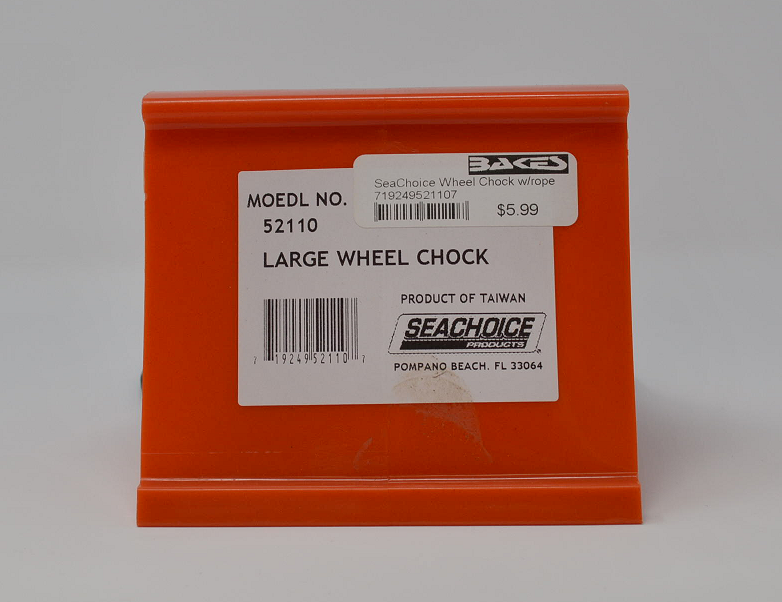 BAKES
SeaChoice Wheel Chock w/rope
719249521107
$5.99
MOEDL NO.
52110
LARGE WHEEL CHOCK
PRODUCT OF TAIWAN
SEACHOICE
PRODUCTS
7 19249 52110 7
POMPANO BEACH. FL 33064